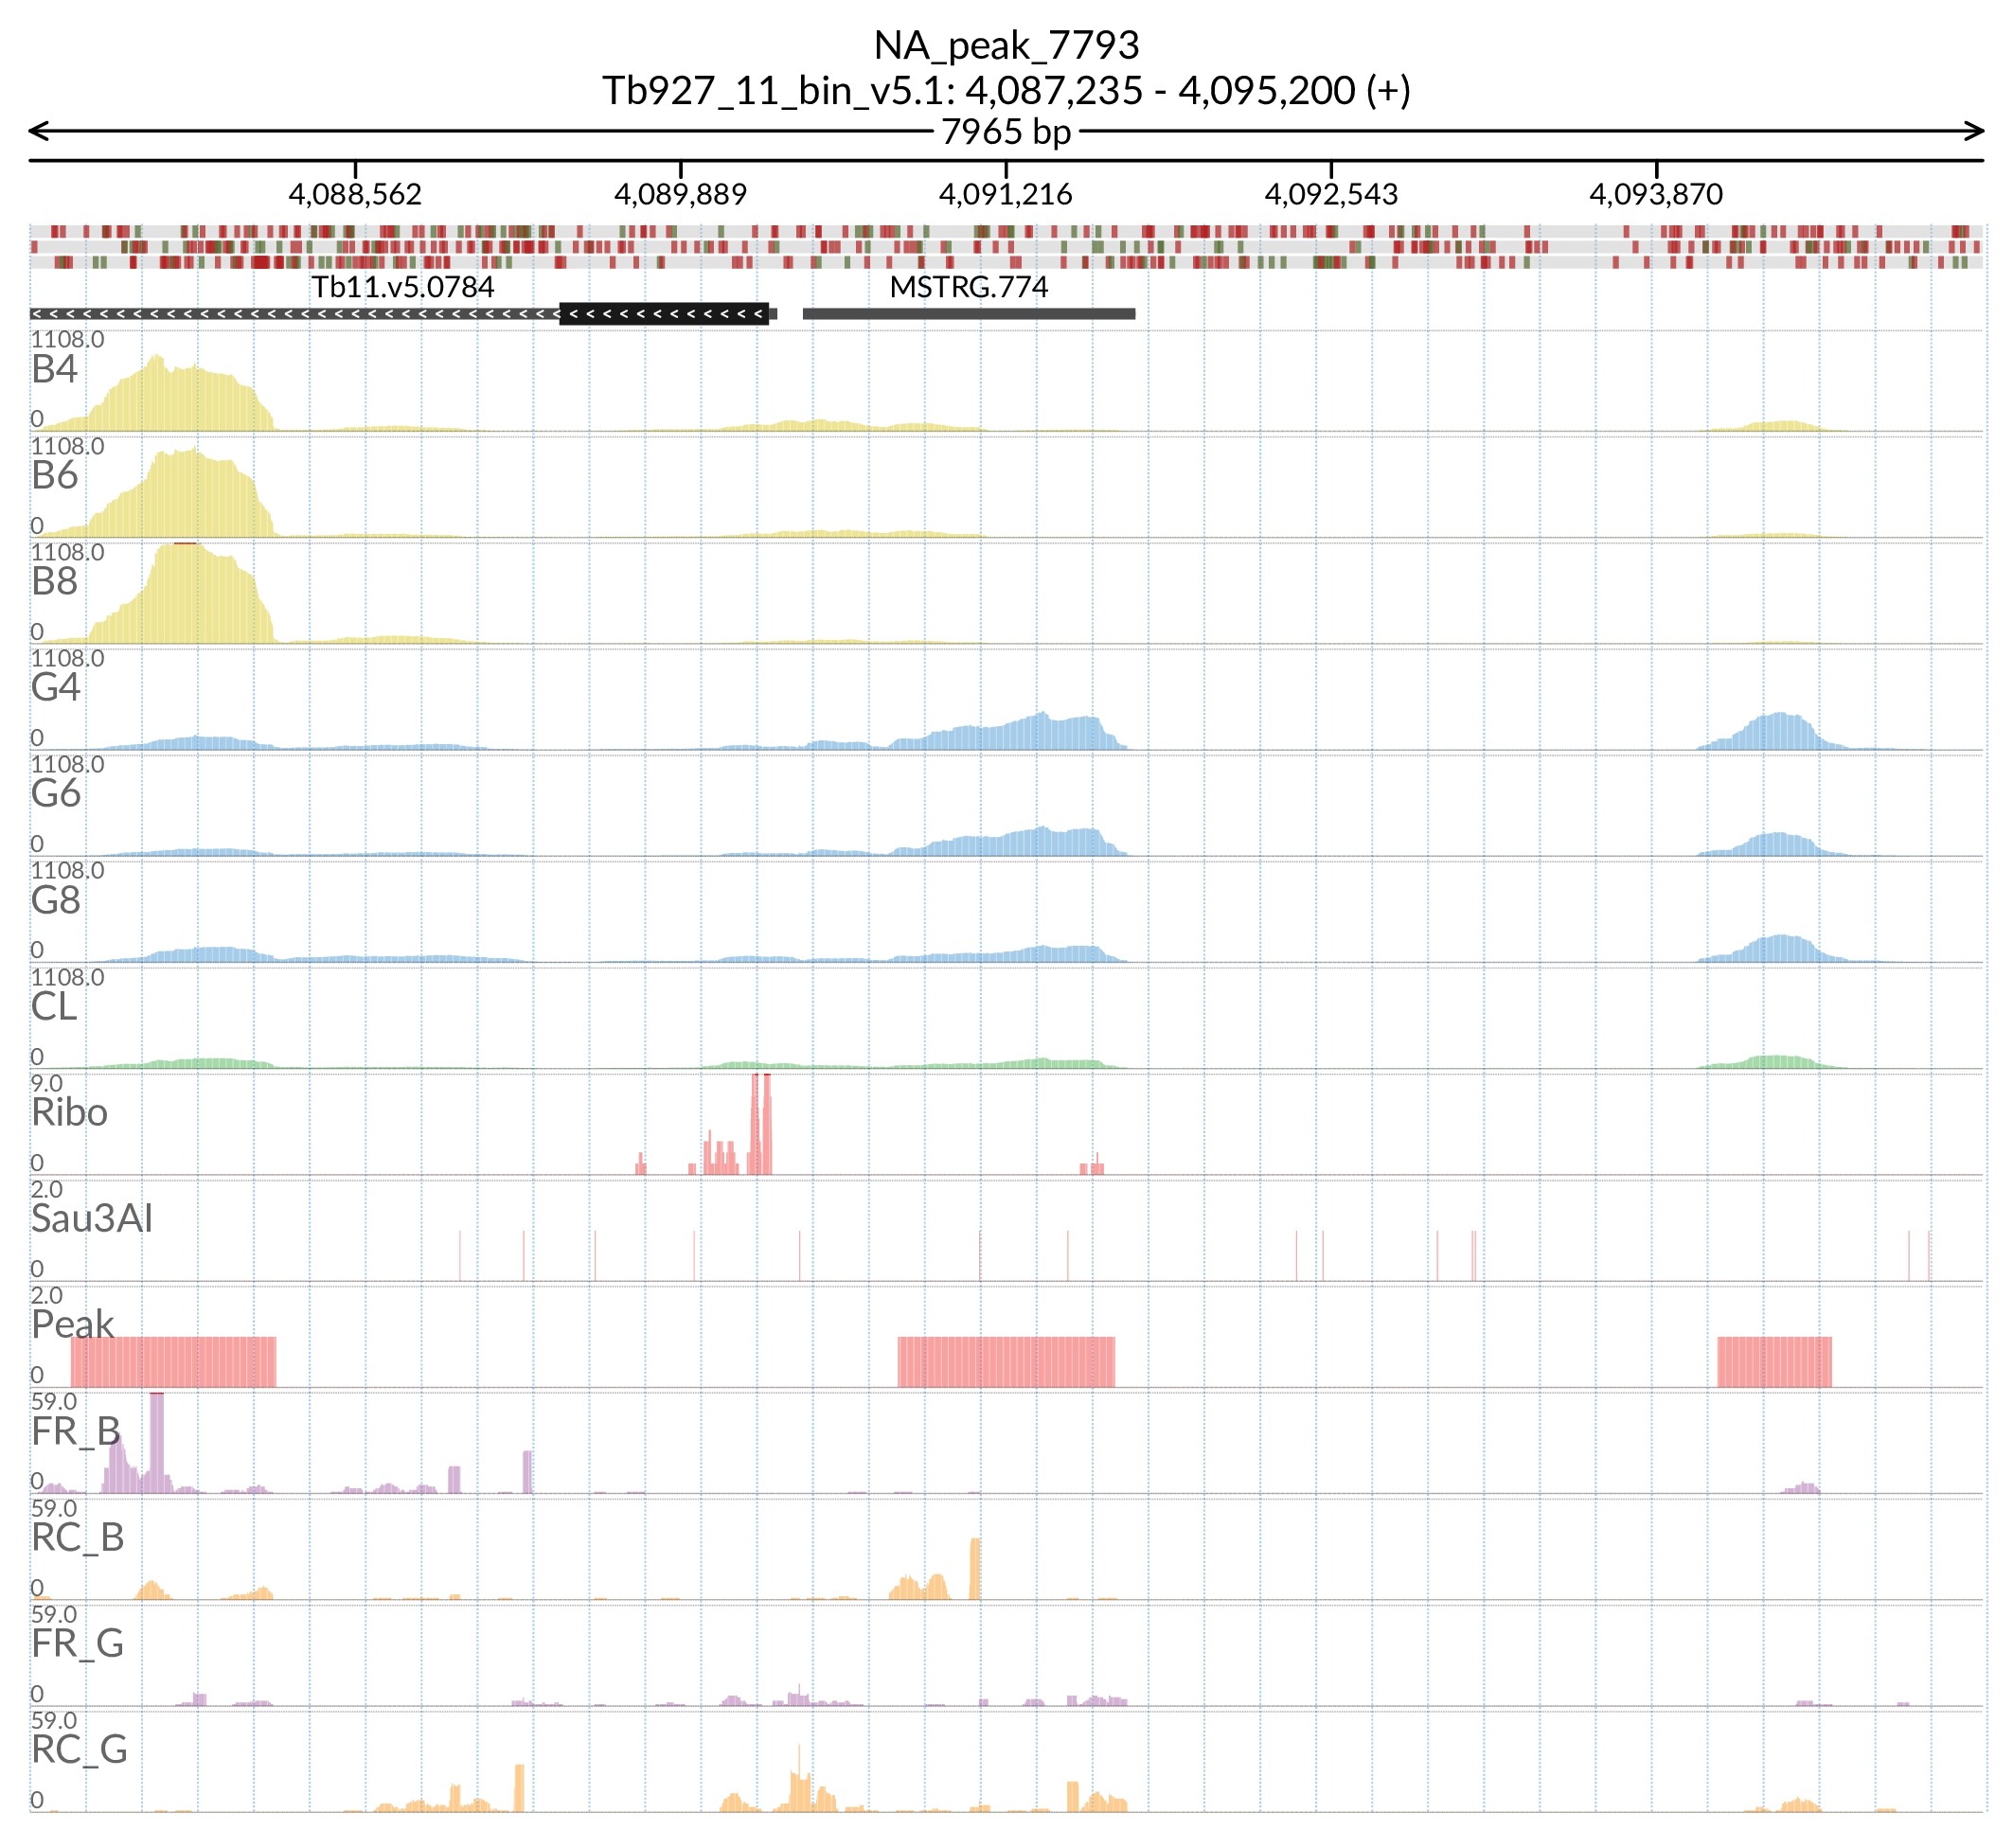 NA_peak_7793
Tb927_11_bin_v5.1: 4,087,235 - 4,095,200 (+)
7965 bp
4,088,562 4,089,889 4,091,216 4,092,543 4,093,870
Tb11.v5.0784 MSTRG.774
1108.0
B4
0
1108.0
B6
0
1108.0
B8
0
1108.0
G4
0
1108.0
G6
0
1108.0
G8
0
1108.0
CL
0
9.0
Ribo
0
2.0
Sau3AI
0
2.0
Peak
0
59.0
FR_B
0
59.0
RC_B
0
59.0
FR_G
0
59.0
RC_G
0